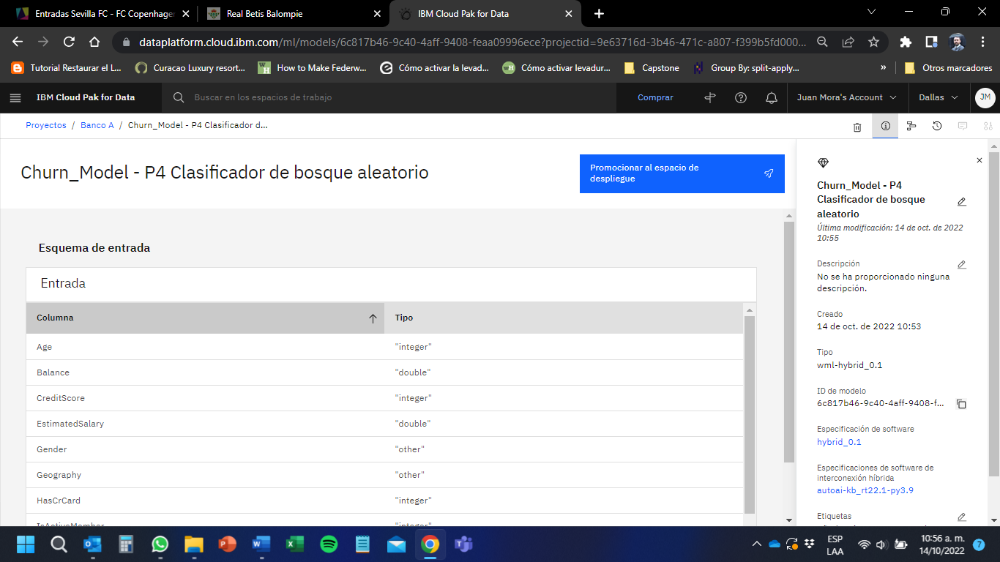 Entradas Sevilla FC - FC Copenhage
Real Betis Balompie
IBM Cloud Pak for Data
dataplatform.cloud.ibm.com/ml/models/6c817b46-9c40-4aff-9408-feaa09996ece?projectid=9e63716d-3b46-471c-a807-f399b5fd000...
Tutorial Restaurar el L...
Curacao Luxury resort...
How to Make Federw...
Cómo activar la levad...
Cómo activar levadur...
Capstone
Group By: split-apply...
»
Otros marcadores
IBM Cloud Pak for Data
Buscar en los espacios de trabajo
Comprar
Juan Mora's Account
Dallas
JM
Proyectos / Banco A / Churn_Model - P4 Clasificador d...
Churn_Model - P4 Clasificador de bosque aleatorio
Promocionar al espacio de
despliegue
Esquema de entrada
Entrada
Columna Tipo
Age "integer"
Balance "double"
CreditScore "integer"
EstimatedSalary "double"
Gender "other"
Geography "other"
HasCrCard "integer"
IsActiveMember "integer"
Churn_Model - P4
Clasificador de bosque
aleatorio
Última modificación: 14 de oct. de 2022
10:55
Descripción
No se ha proporcionado ninguna
descripción.
Creado
14 de oct. de 2022 10:53
Tipo
wml-hybrid_0.1
ID de modelo
6c817b46-9c40-4aff-9408-f...
Especificación de software
hybrid_0.1
Especificaciones de software de
interconexión híbrida
autoai-kb_rt22.1-py3.9
Etiquetas
ESP
LAA
10:56 a. m.
14/10/2022
7